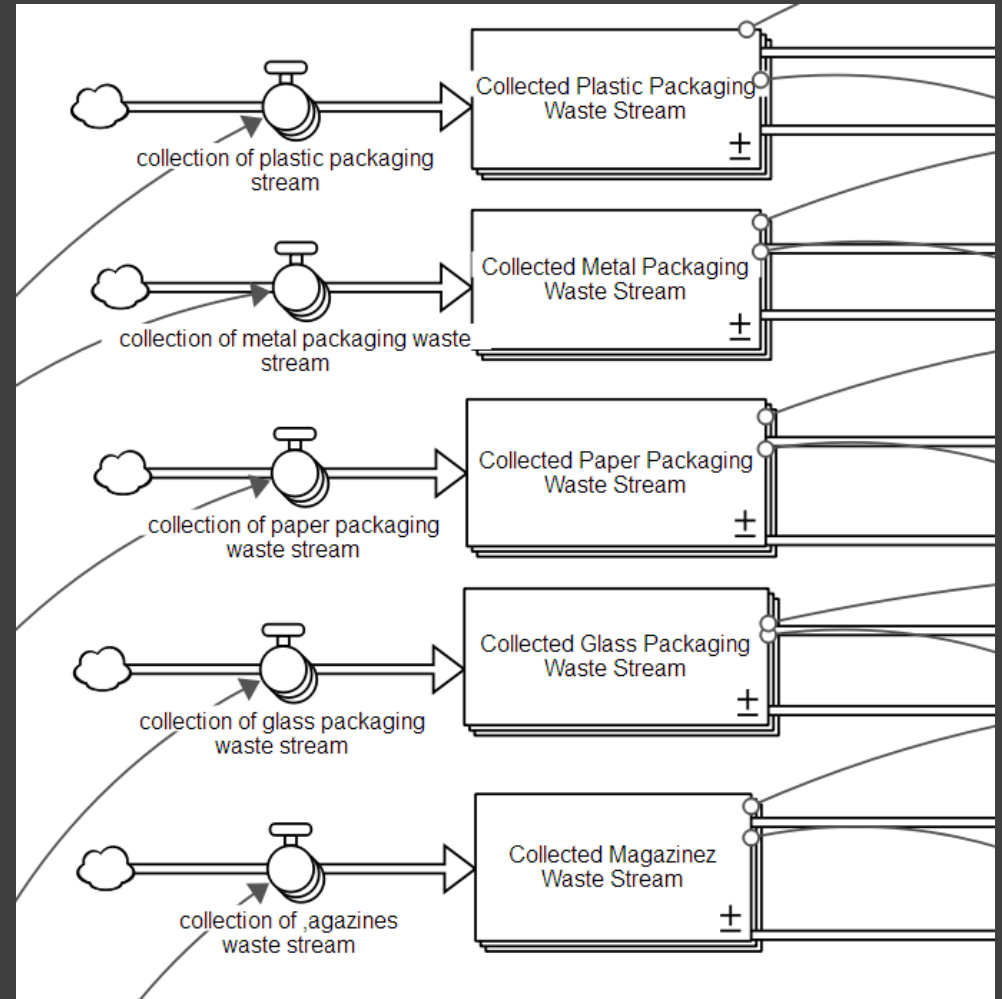 Collected Plastic Packaging
Waste Stream
±
collection of plastic packaging
stream
Collected Metal Packaging
Waste Stream
±
collection of metal packaging waste
stream
Collected Paper Packaging
Waste Stream
±
collection of paper packaging
waste stream
Collected Glass Packaging
Waste Stream
±
collection of glass packaging
waste stream
Collected Magazinez
Waste Stream
±
collection of ,agazines
waste stream